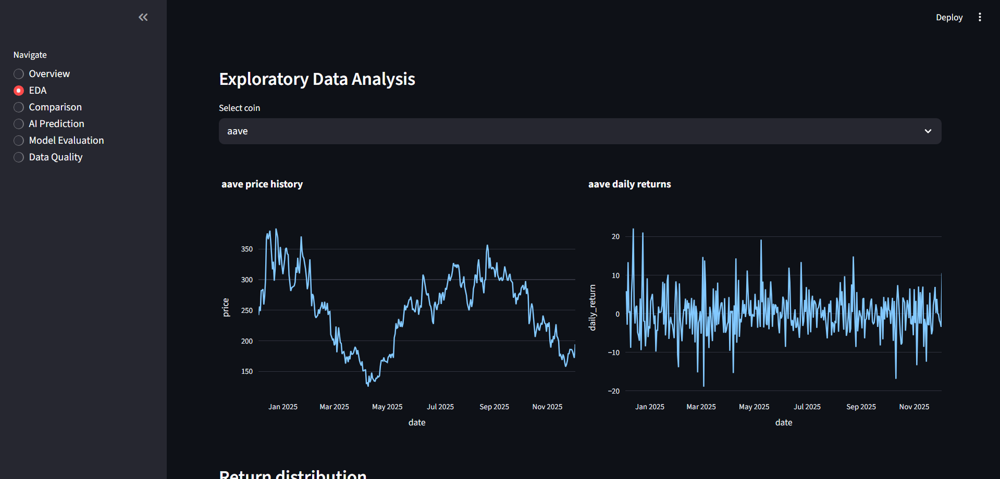 Deploy
Navigate
Overview
EDA
Comparison
AI Prediction
Model Evaluation
Data Quality
Exploratory Data Analysis
Select coin
aave
aave price history
350
300
250
200
150
price
Jan 2025
Mar 2025
May 2025
Jul 2025
Sep 2025
Nov 2025
date
aave daily returns
20
10
0
−10
−20
daily_return
Jan 2025
Mar 2025
May 2025
Jul 2025
Sep 2025
Nov 2025
date
Return distribution